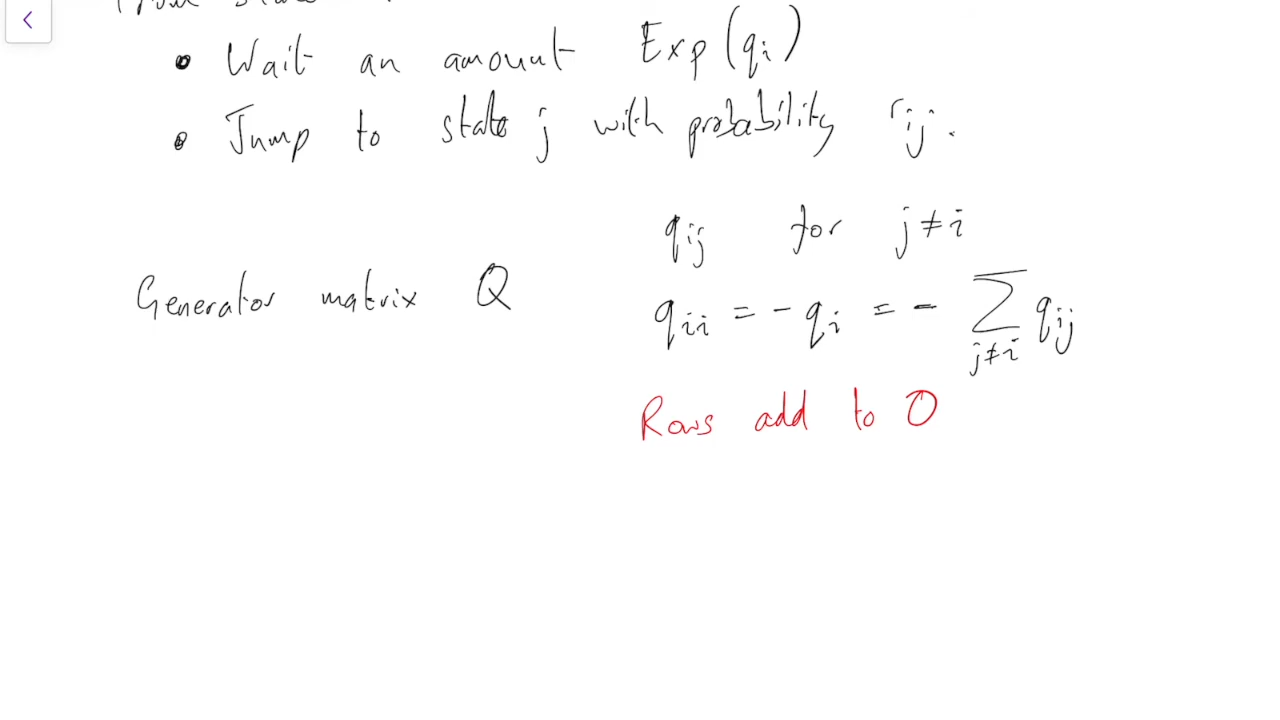 • Wait an amount Exp(qᵢ)
• Jump to state j with probability rᵢⱼ.
qᵢⱼ for j≠i
Generator matrix Q
qᵢᵢ = -qᵢ = - ∑_{j≠i} qᵢⱼ
Rows add to 0